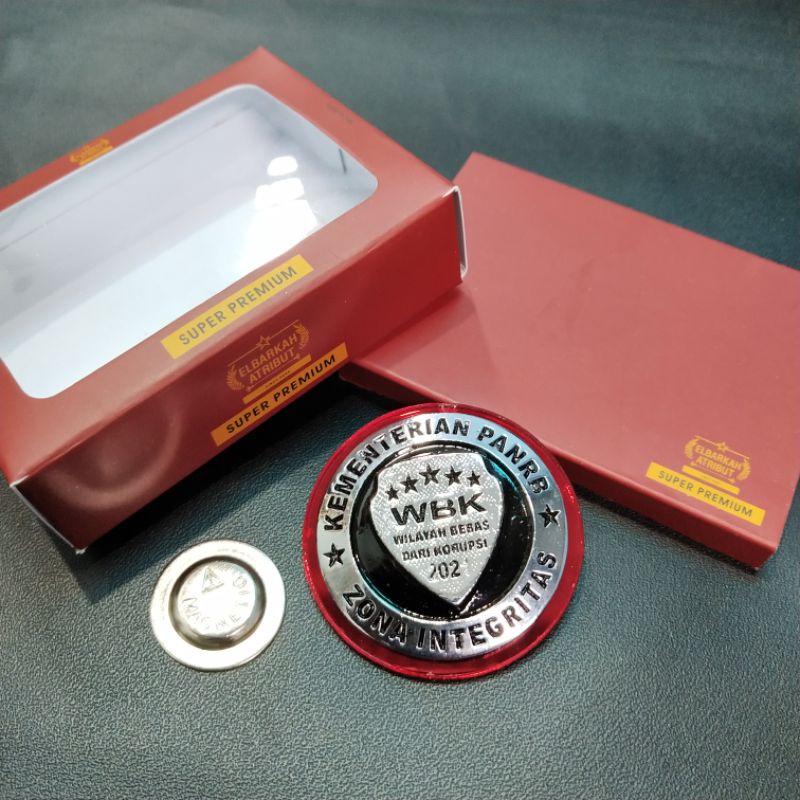 SUPER PREMIUM
ELBARKAH
ATRIBUT
SUPER PREMIUM
ELBARKAH
ATRIBUT
SUPER PREMIUM
KEMENTERIAN PANRB
WBK
WILAYAH BEBAS
DARI KORUPSI
202
ZONA INTEGRITAS